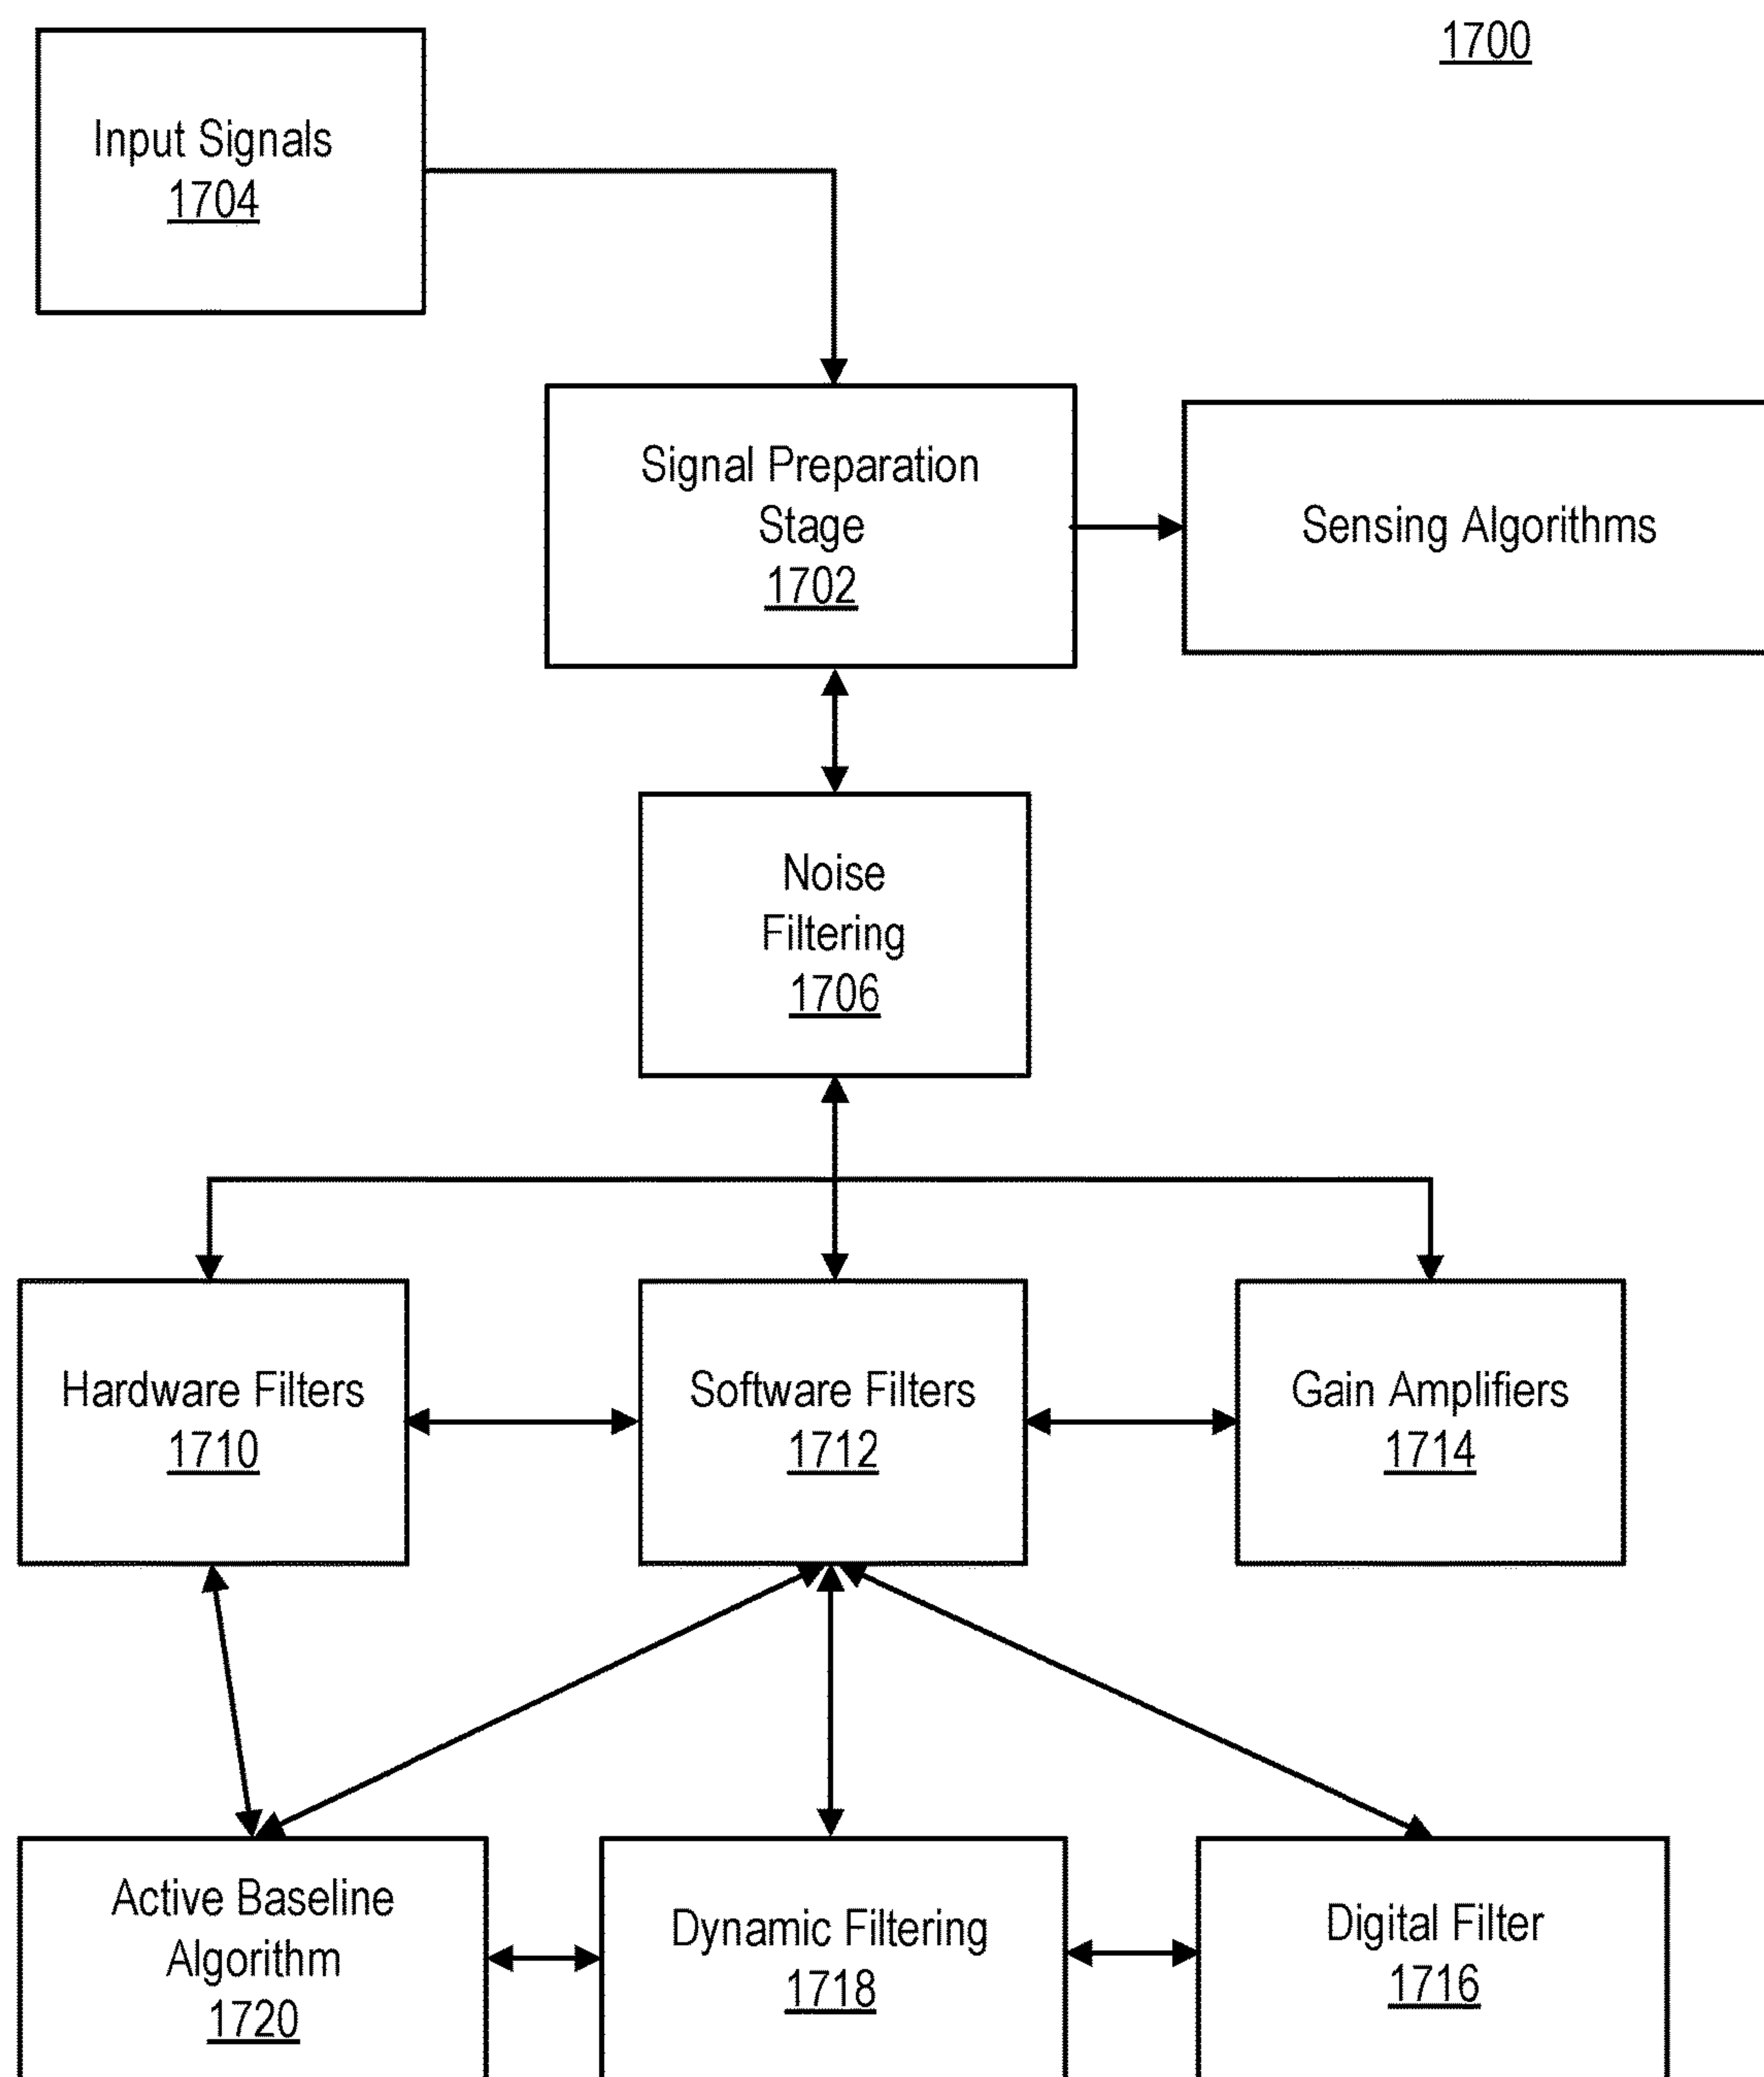 1700
Input Signals
1704
Signal Preparation
Stage
1702
Sensing Algorithms
Noise
Filtering
1706
Hardware Filters
1710
Software Filters
1712
Gain Amplifiers
1714
Active Baseline
Algorithm
1720
Dynamic Filtering
1718
Digital Filter
1716